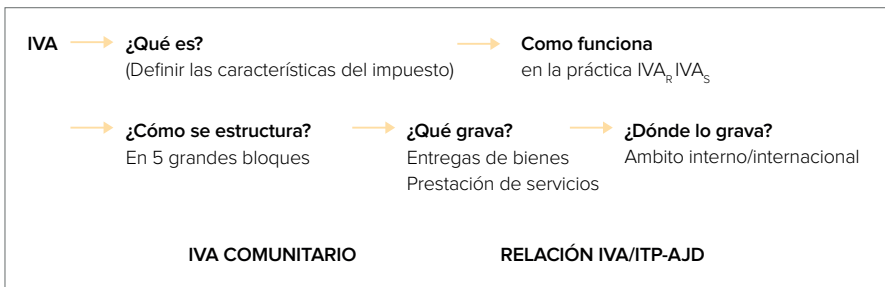 IVA ¿Qué es? Como funciona
(Definir las características del impuesto) en la práctica IVA_R IVA_S
¿Cómo se estructura? ¿Qué grava? ¿Dónde lo grava?
En 5 grandes bloques Entregas de bienes Ambito interno/internacional
Prestación de servicios
IVA COMUNITARIO RELACIÓN IVA/ITP-AJD